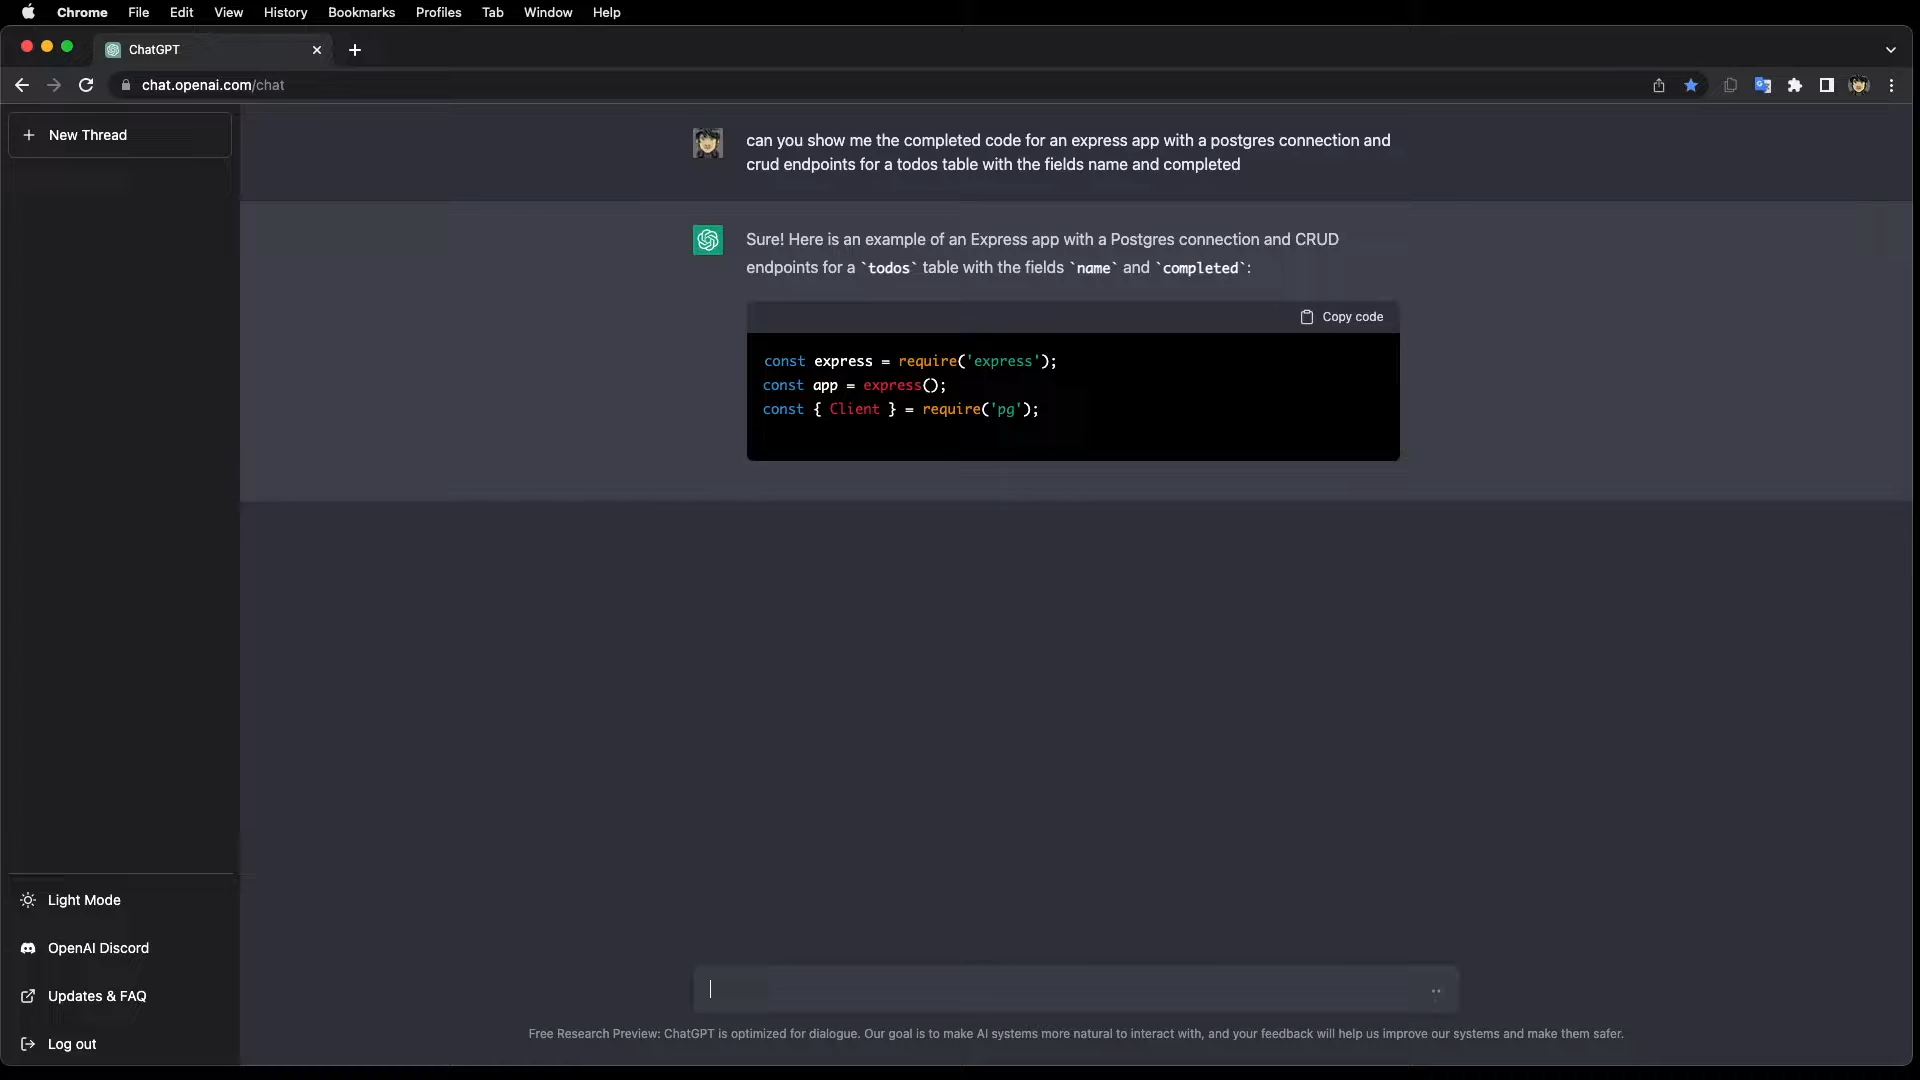 Chrome File Edit View History Bookmarks Profiles Tab Window Help
ChatGPT
chat.openai.com/chat
New Thread
can you show me the completed code for an express app with a postgres connection and
crud endpoints for a todos table with the fields name and completed
Sure! Here is an example of an Express app with a Postgres connection and CRUD
endpoints for a `todos` table with the fields `name` and `completed`:
Copy code
const express = require('express');
const app = express();
const { Client } = require('pg');
Light Mode
OpenAI Discord
Updates & FAQ
Log out
Free Research Preview: ChatGPT is optimized for dialogue. Our goal is to make AI systems more natural to interact with, and your feedback will help us improve our systems and make them safer.